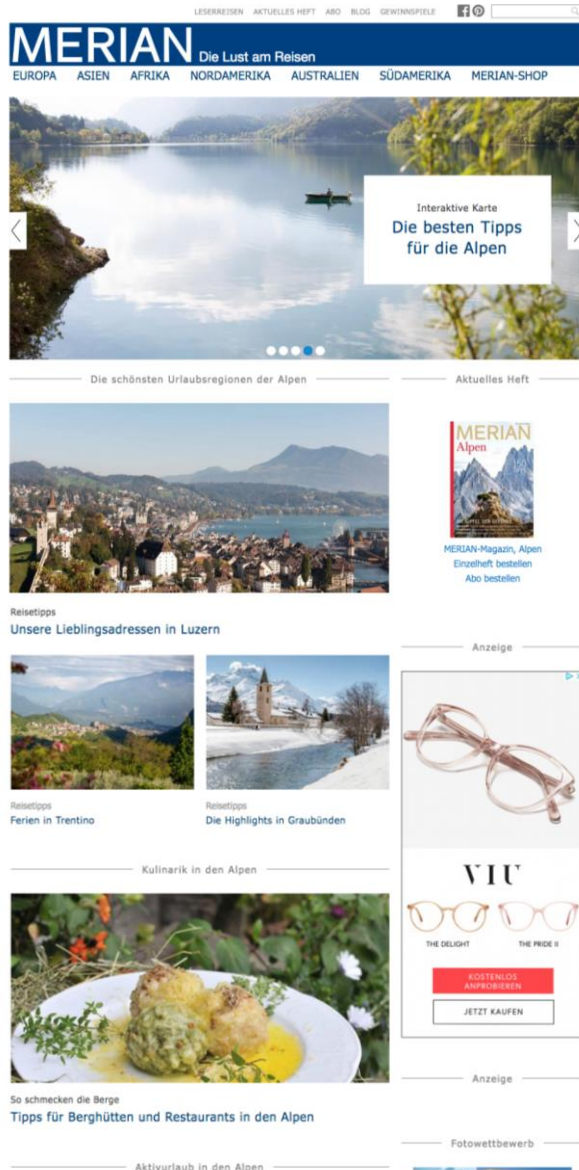 LESERREISEN AKTUELLES HEFT ABO BLOG GEWINNSPIELE
MERIAN Die Lust am Reisen
EUROPA ASIEN AFRIKA NORDAMERIKA AUSTRALIEN SÜDAMERIKA MERIAN-SHOP
Interaktive Karte
Die besten Tipps
für die Alpen
Die schönsten Urlaubsregionen der Alpen
Reisetipps
Unsere Lieblingsadressen in Luzern
Reisetipps
Ferien in Trentino
Reisetipps
Die Highlights in Graubünden
Kulinarik in den Alpen
So schmecken die Berge
Tipps für Berghütten und Restaurants in den Alpen
Aktivurlaub in den Alpen
Aktuelles Heft
MERIAN
Alpen
MERIAN-Magazin, Alpen
Einzelheft bestellen
Abo bestellen
Anzeige
VIU
THE DELIGHT THE PRIDE II
KOSTENLOS
ANPROBIEREN
JETZT KAUFEN
Anzeige
Fotowettbewerb